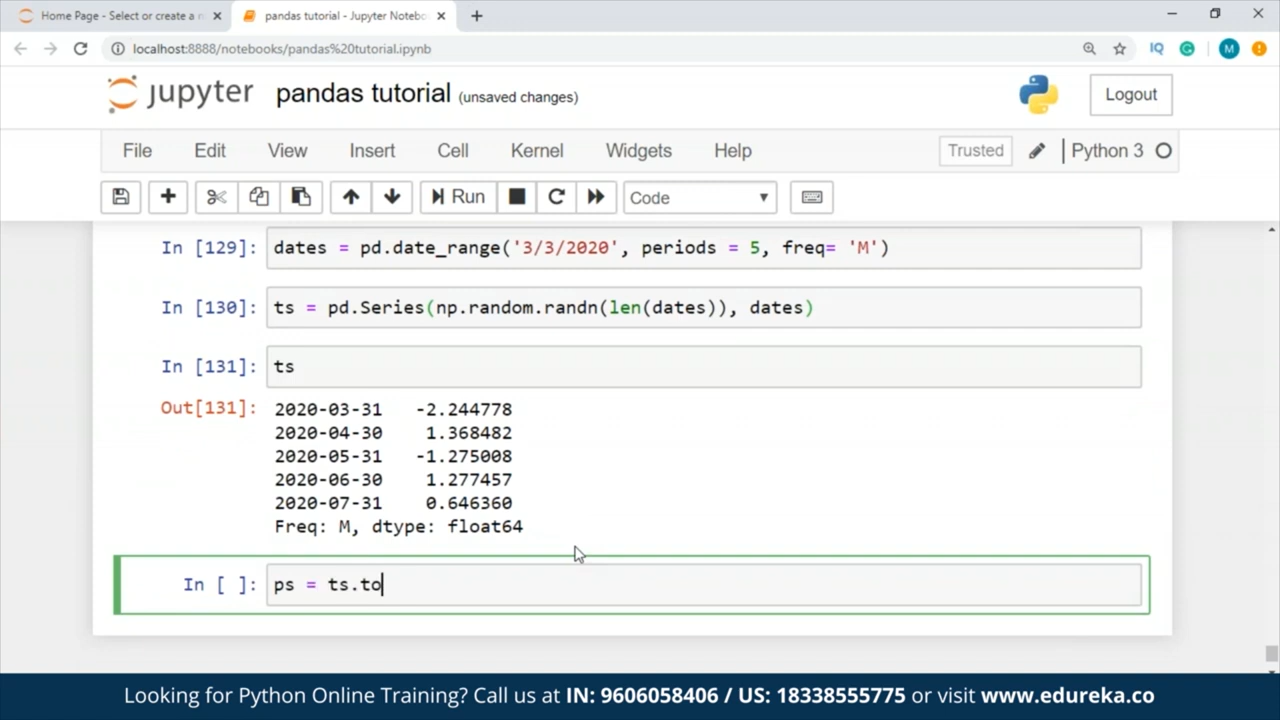 Home Page - Select or create a n
pandas tutorial - Jupyter Notebo
localhost:8888/notebooks/pandas%20tutorial.ipynb
IQ
M
jupyter pandas tutorial (unsaved changes)
Logout
File Edit View Insert Cell Kernel Widgets Help
Trusted Python 3
Run Code
In [129]: dates = pd.date_range('3/3/2020', periods = 5, freq= 'M')
In [130]: ts = pd.Series(np.random.randn(len(dates)), dates)
In [131]: ts
Out[131]: 2020-03-31 -2.244778
2020-04-30 1.368482
2020-05-31 -1.275008
2020-06-30 1.277457
2020-07-31 0.646360
Freq: M, dtype: float64
In [ ]: ps = ts.to
Looking for Python Online Training? Call us at IN: 9606058406 / US: 18338555775 or visit www.edureka.co